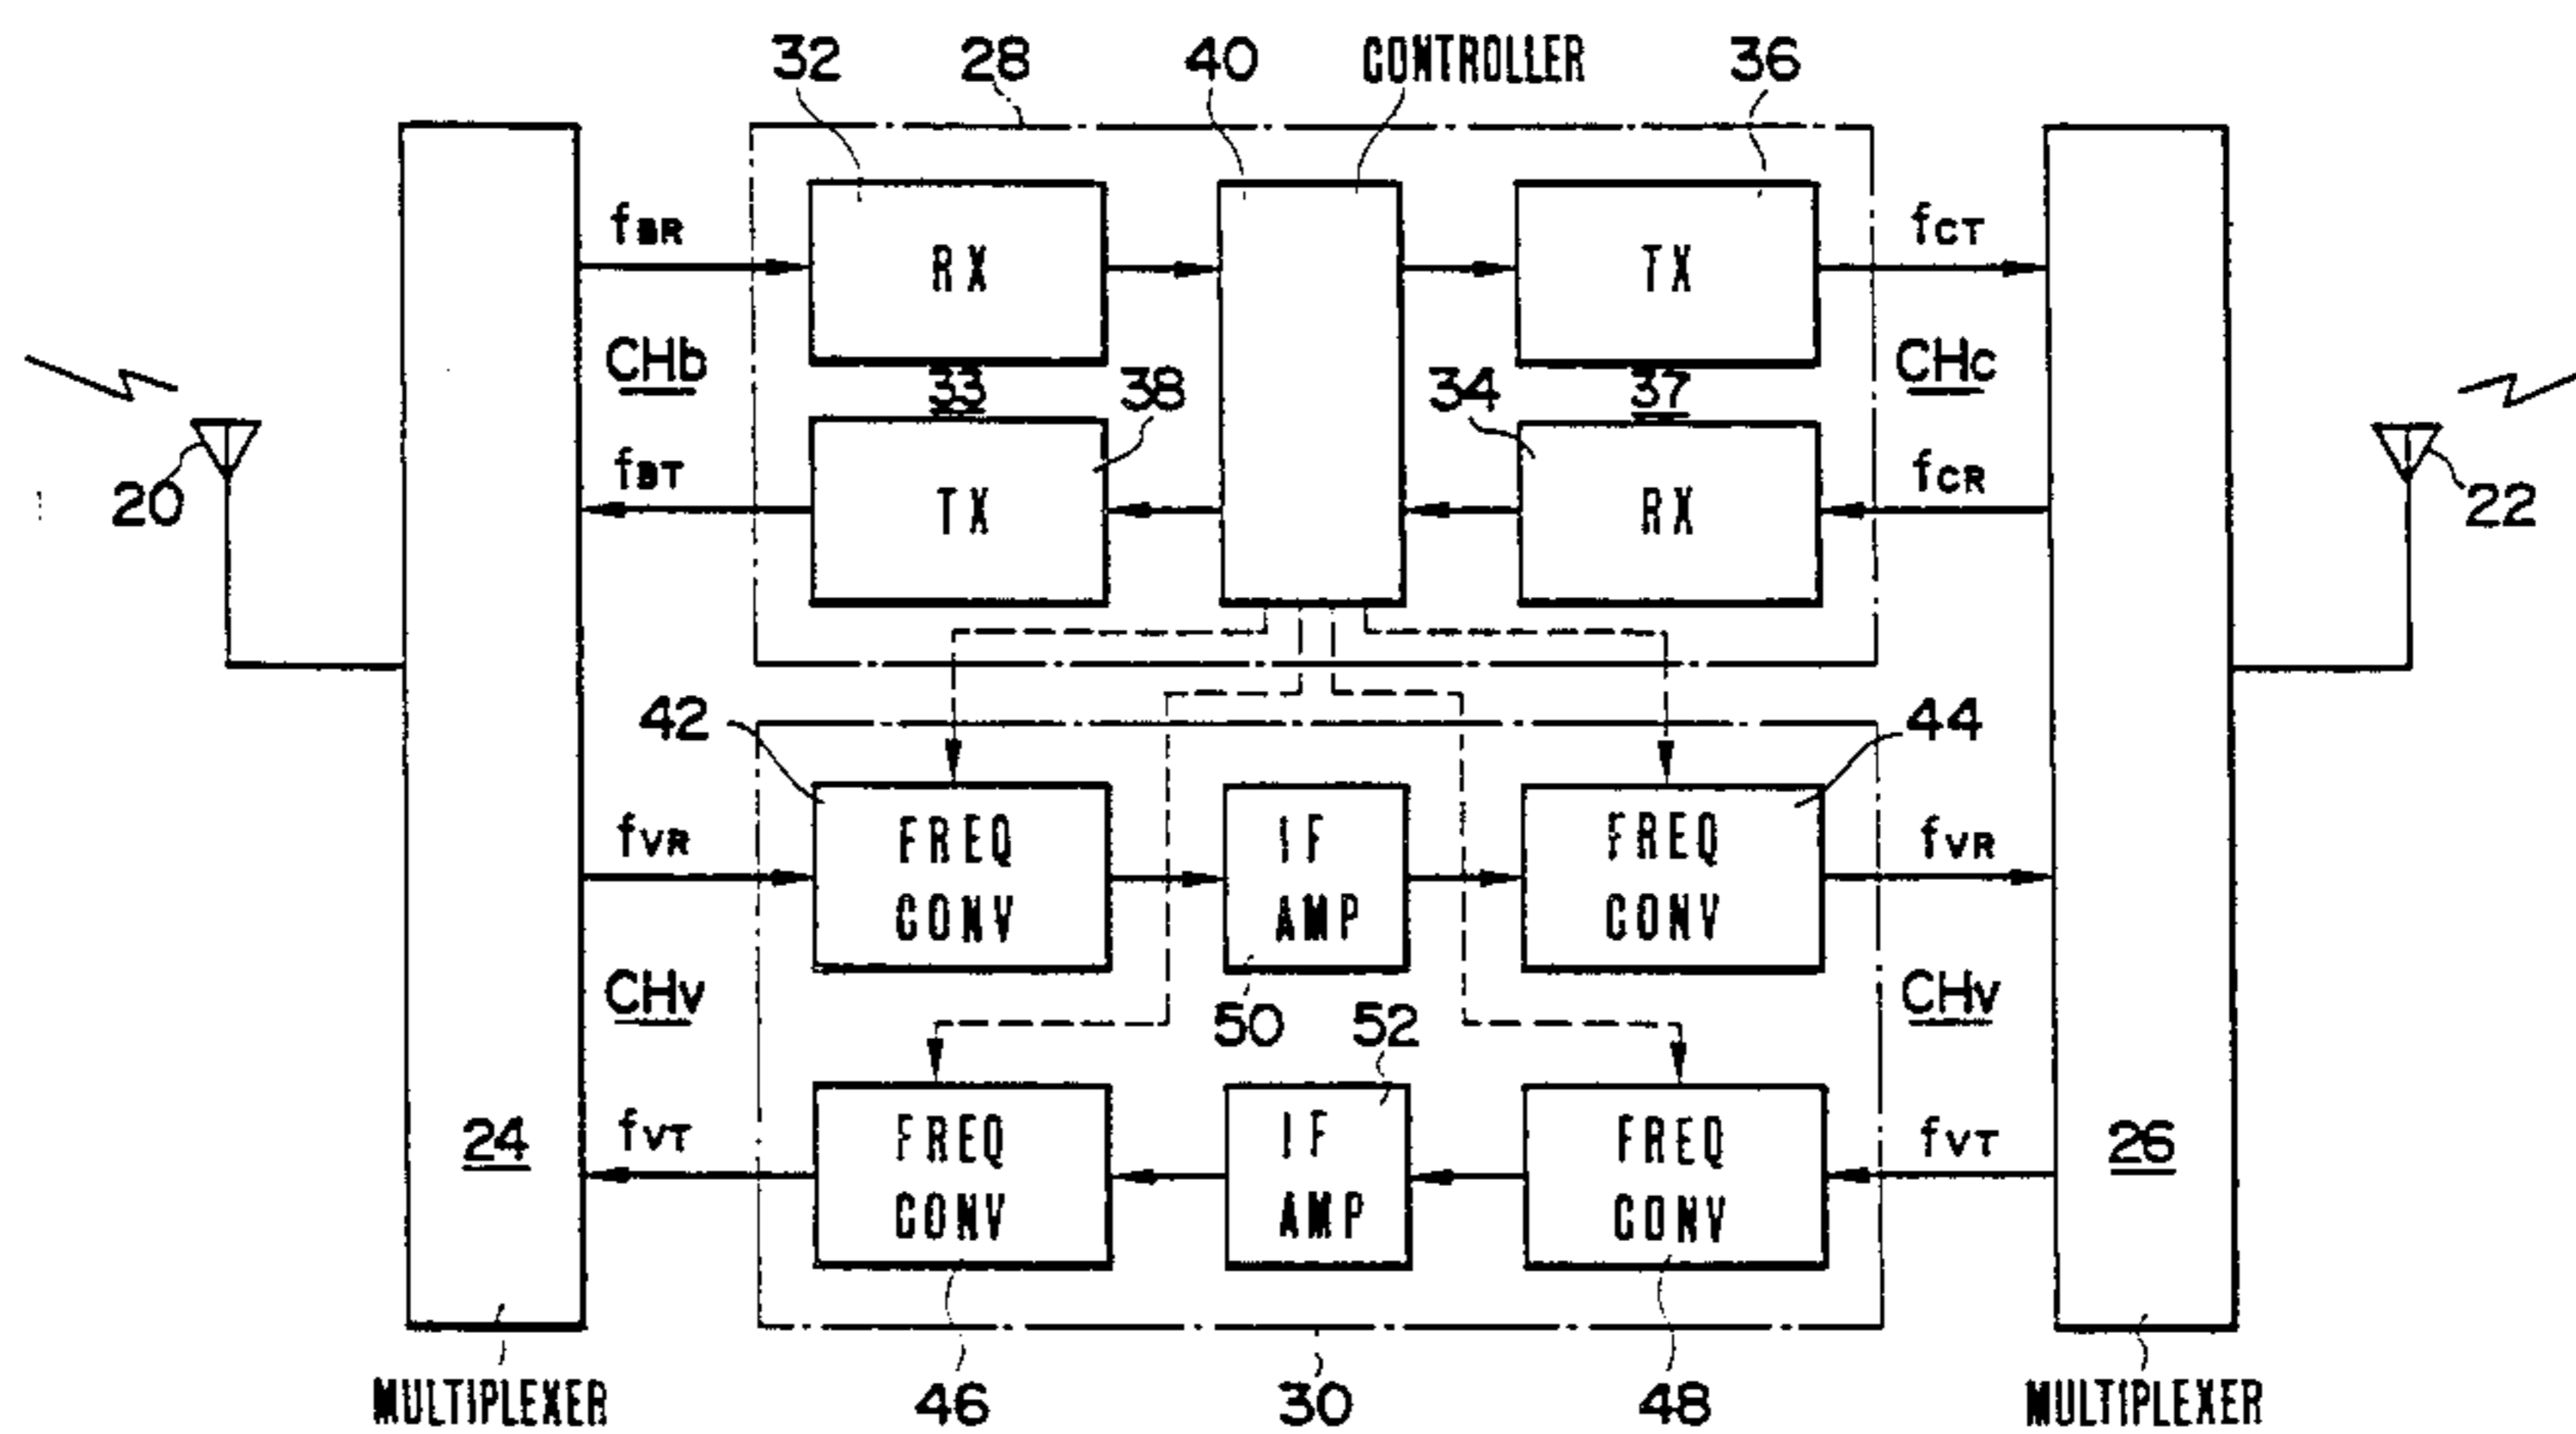 32 28 40 CONTROLLER 36
fBR RX TX fCT
CHb 33 38 34 37 CHc
fBT TX RX fCR
20 22
42 44
fVR FREQ CONV IF AMP FREQ CONV fVR
CHv 50 52 CHv
24 fVT FREQ CONV IF AMP FREQ CONV fVT 26
MULTIPLEXER 46 30 48 MULTIPLEXER